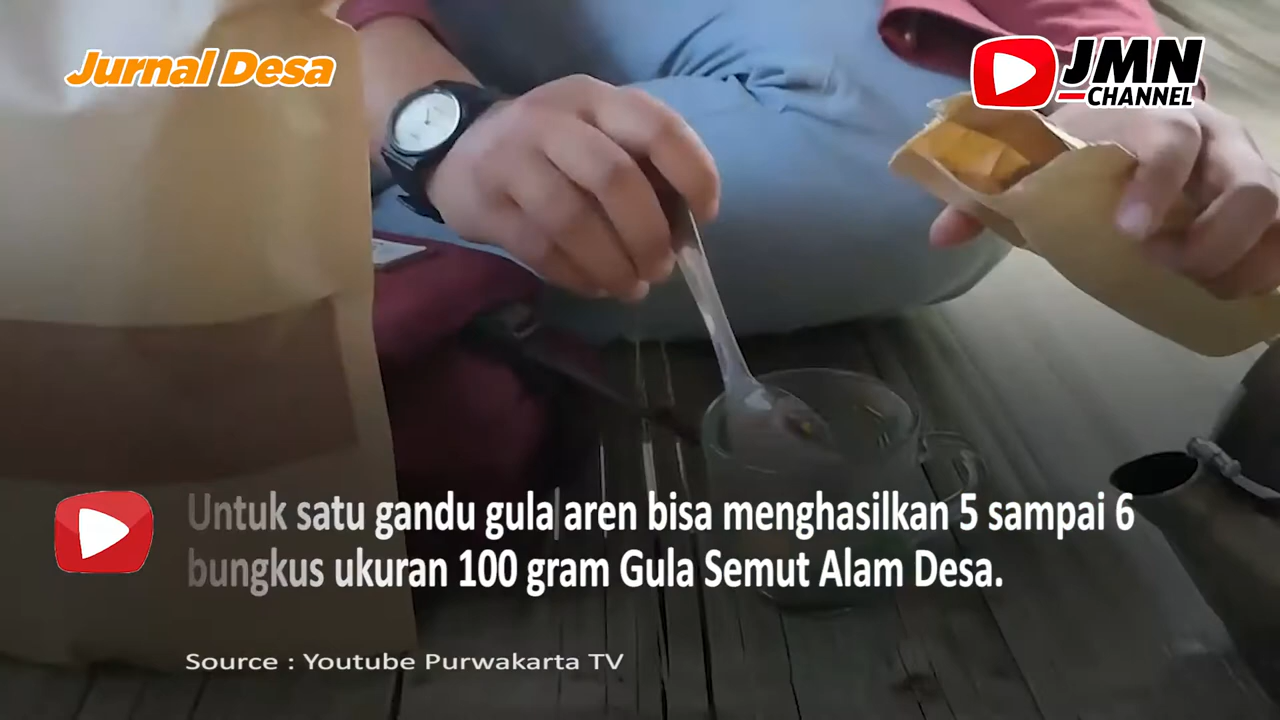 Jurnal Desa
JMN
CHANNEL
Untuk satu gandu gula aren bisa menghasilkan 5 sampai 6
bungkus ukuran 100 gram Gula Semut Alam Desa.
Source : Youtube Purwakarta TV